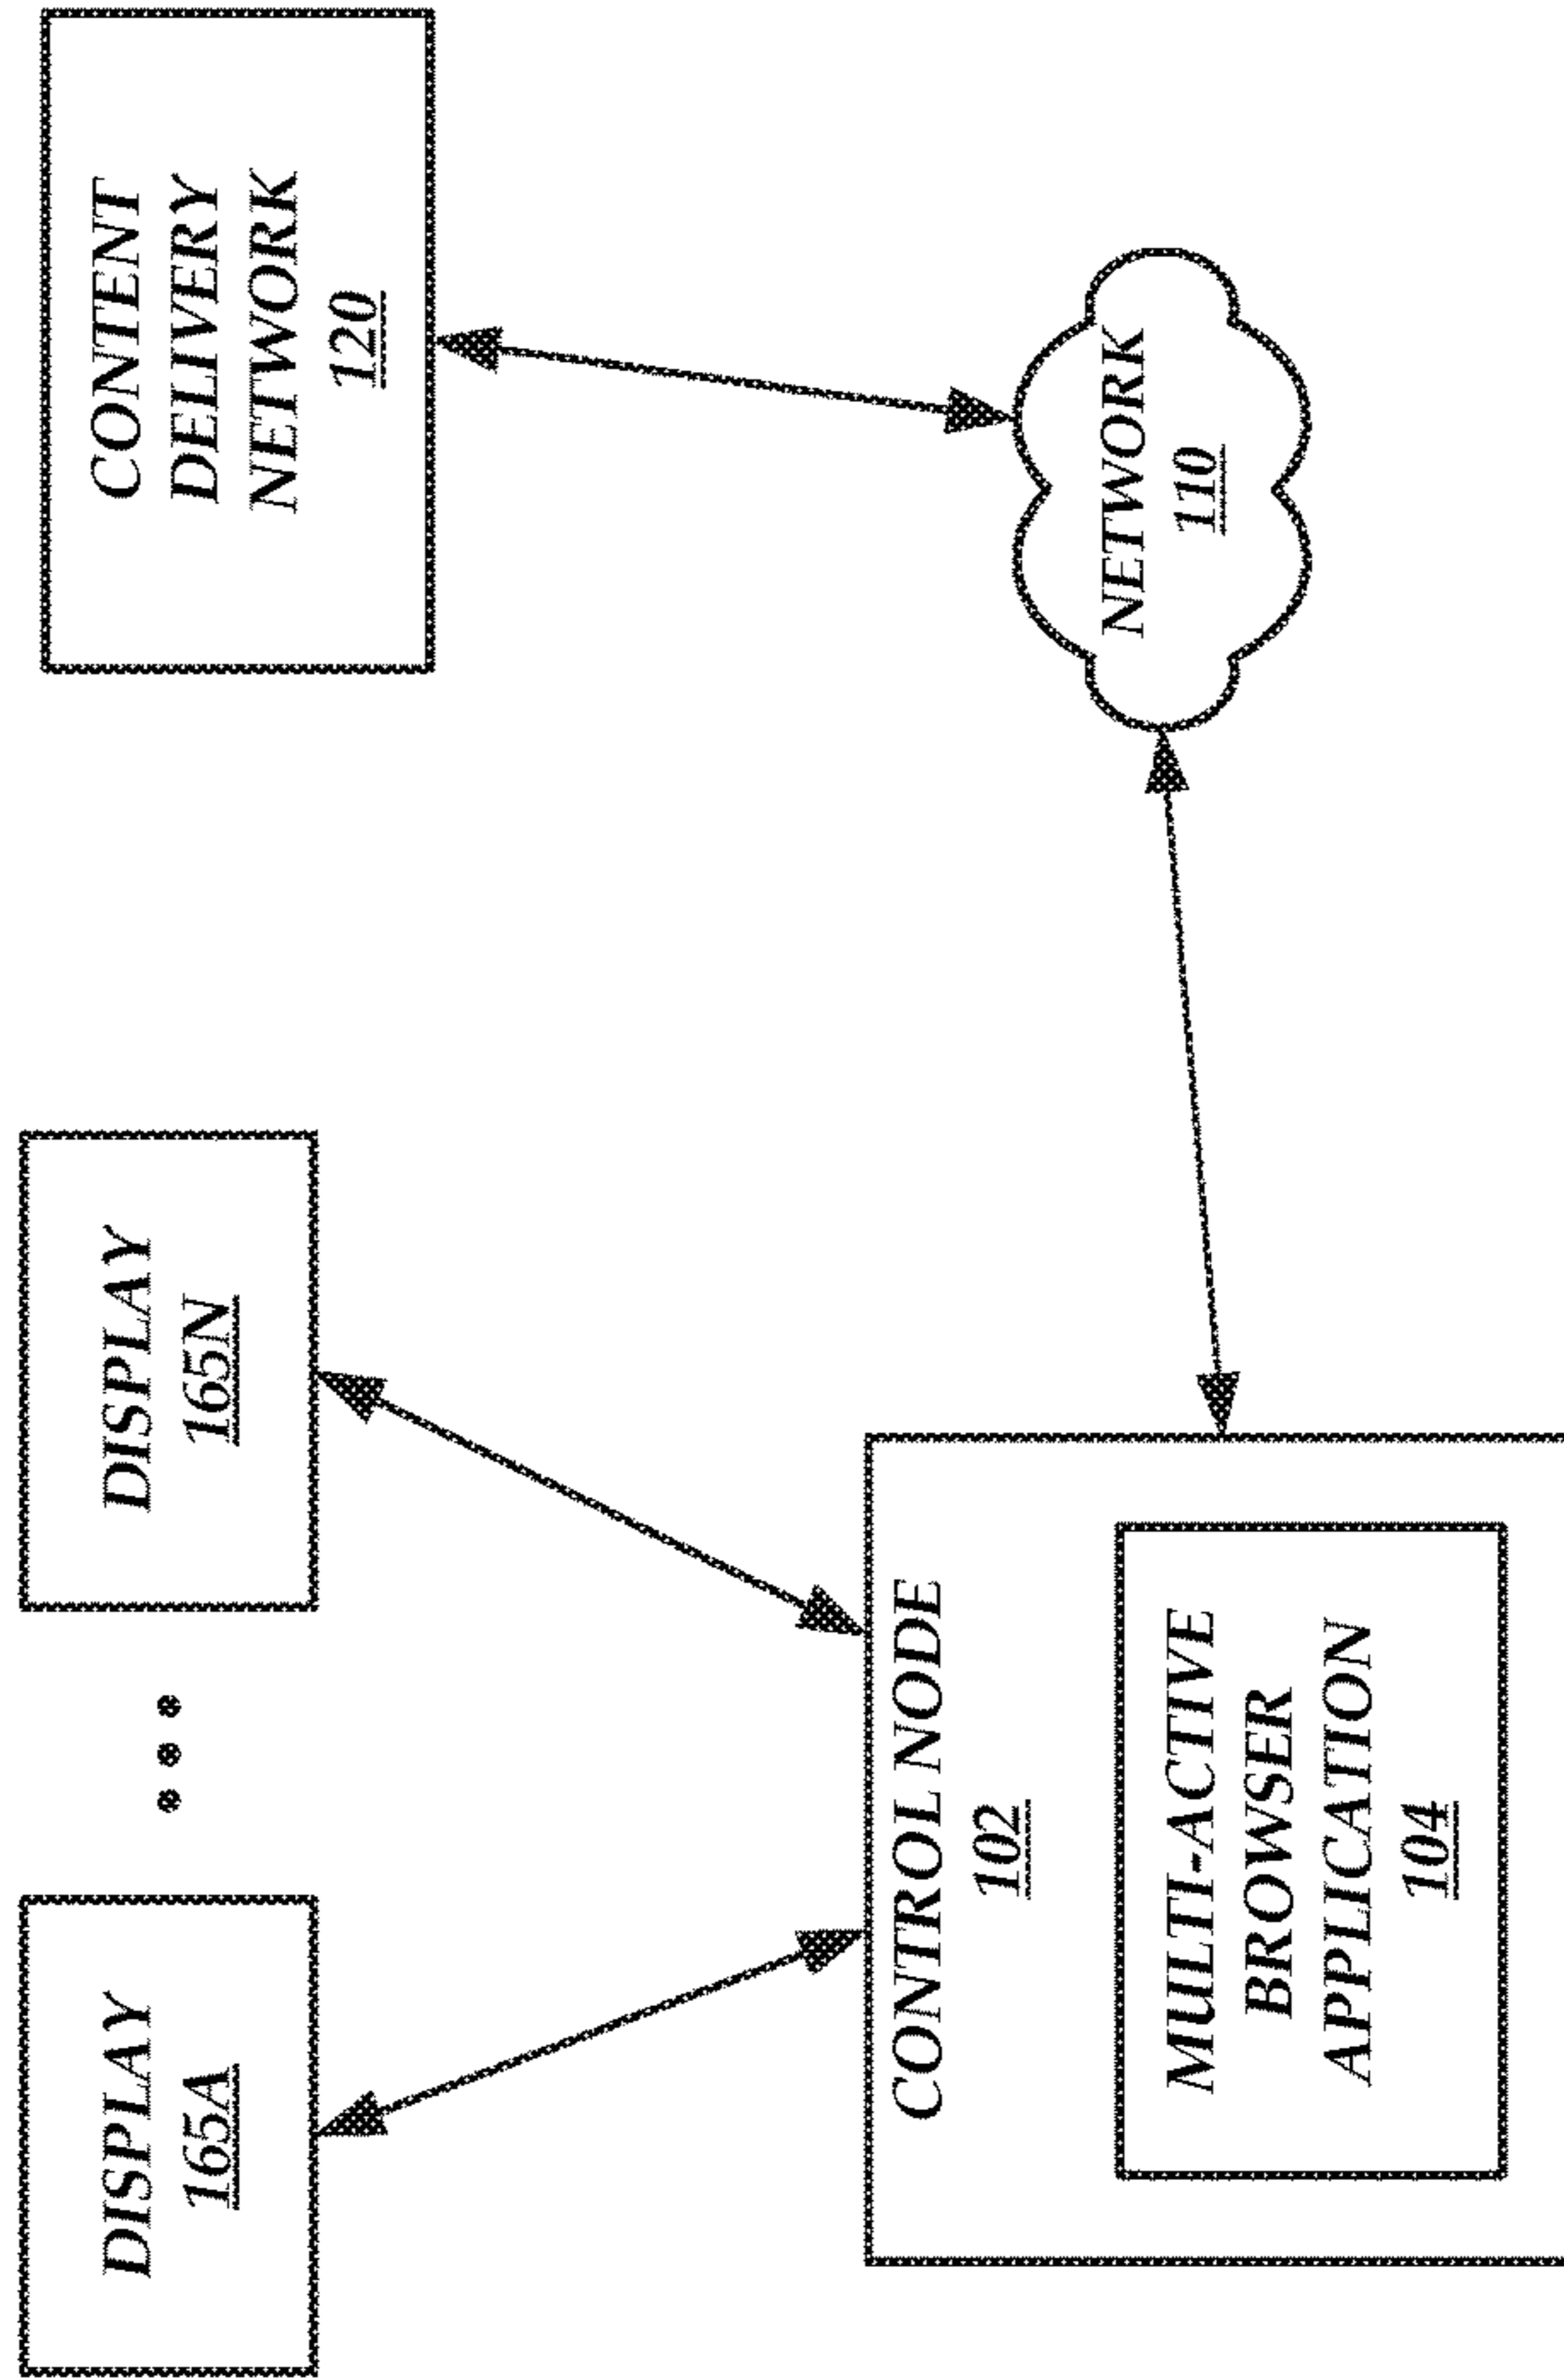 DISPLAY
165A
DISPLAY
165N
CONTENT
DELIVERY
NETWORK
120
CONTROL NODE
102
MULTI-ACTIVE
BROWSER
APPLICATION
104
NETWORK
110